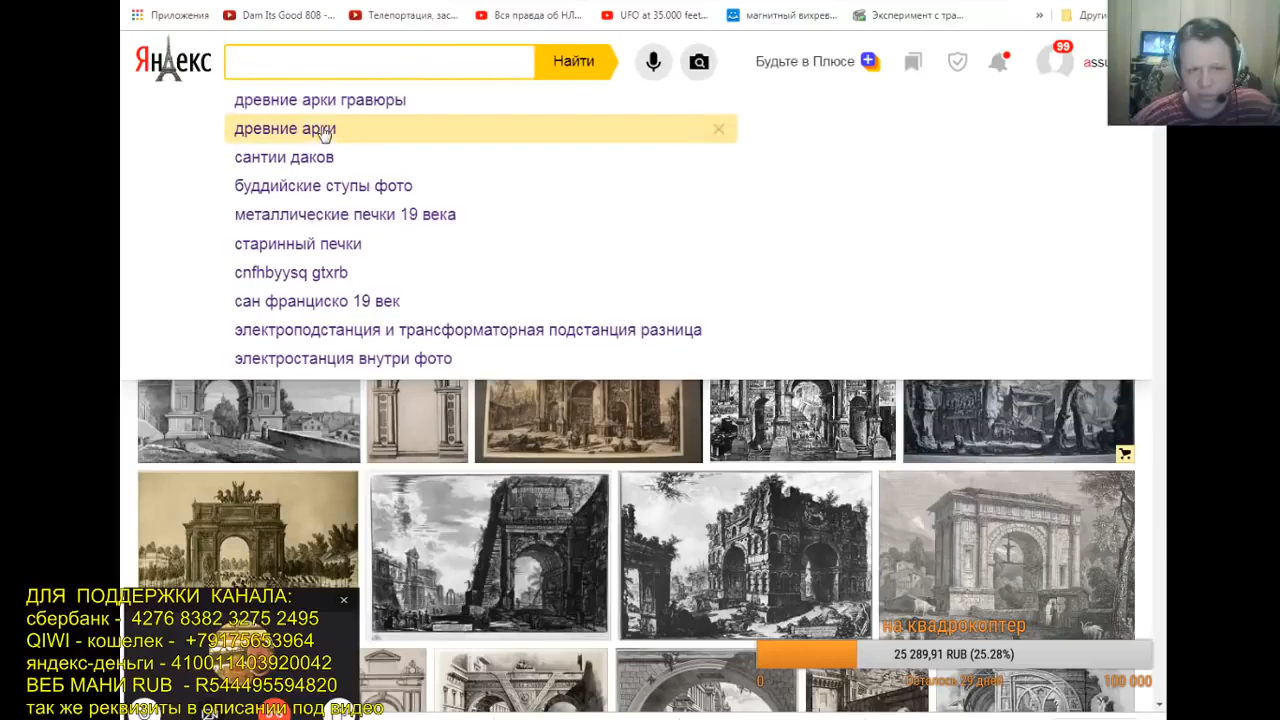 Приложения
Dam Its Good 808 -...
Телепортация, зас...
Вся правда об НЛ...
UFO at 35.000 feet...
магнитный вихрев...
Эксперимент с тра...
»
Други
Яндекс
Найти
Будьте в Плюсе
99
assu
древние арки гравюры
древние арки
сантии даков
буддийские ступы фото
металлические печки 19 века
старинный печки
cnfhbyysq gtxrb
сан франциско 19 век
электроподстанция и трансформаторная подстанция разница
электростанция внутри фото
ДЛЯ ПОДДЕРЖКИ КАНАЛА:
сбербанк - 4276 8382 3275 2495
QIWI - кошелек - +79175653964
яндекс-деньги - 410011403920042
ВЕБ МАНИ RUB - R544495594820
так же реквизиты в описании под видео
на квадрокоптер
25 289,91 RUB (25.28%)
0
Осталось 29 дней
100 000